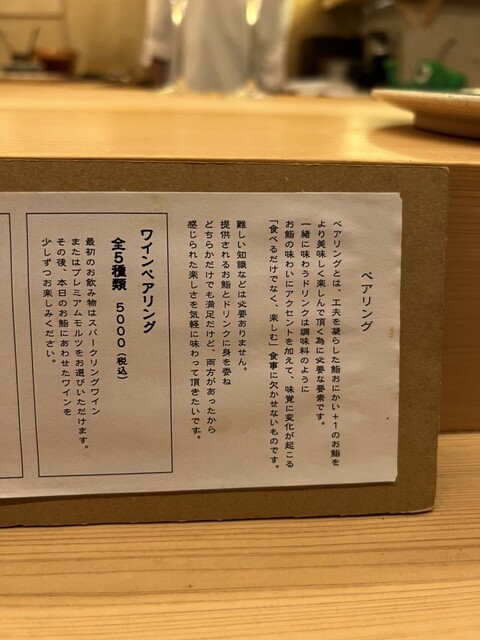 ペアリング
ペアリングとは、工夫を凝らした鮨おにかい+1のお鮨を
より美味しく楽しんで頂く為に必要な要素です。
一緒に味わうドリンクは調味料のように
お鮨の味わいにアクセントを加えて、味覚に変化が起こる
「食べるだけでなく、楽しむ」食事に欠かせないものです。
難しい知識などは必要ありません。
提供されるお鮨とドリンクに身を委ね
どちらかだけでも満足だけど、両方があったから
感じられた楽しさを気軽に味わって頂きたいです。
ワインペアリング
全5種類 5000(税込)
最初のお飲み物はスパークリングワイン
またはプレミアムモルツをお選びいただけます。
その後、本日のお鮨にあわせたワインを
少しずつお楽しみください。